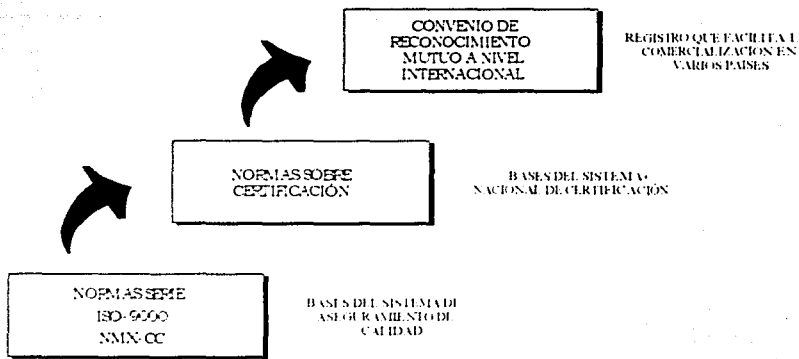 CONVENIO DE
RECONOCIMIENTO
MUTUO A NIVEL
INTERNACIONAL
REGISTRO QUE FACILITA L
COMERCIALIZACION EN
VARIOS PAISES
NORMAS SOBRE
CERTIFICACIÓN
BASES DEL SISTEMA
NACIONAL DE CERTIFICACIÓN
NORMAS SERIE
ISO-9000
NMX-CC
BASES DEL SISTEMA DE
ASEGURAMIENTO DE
CALIDAD